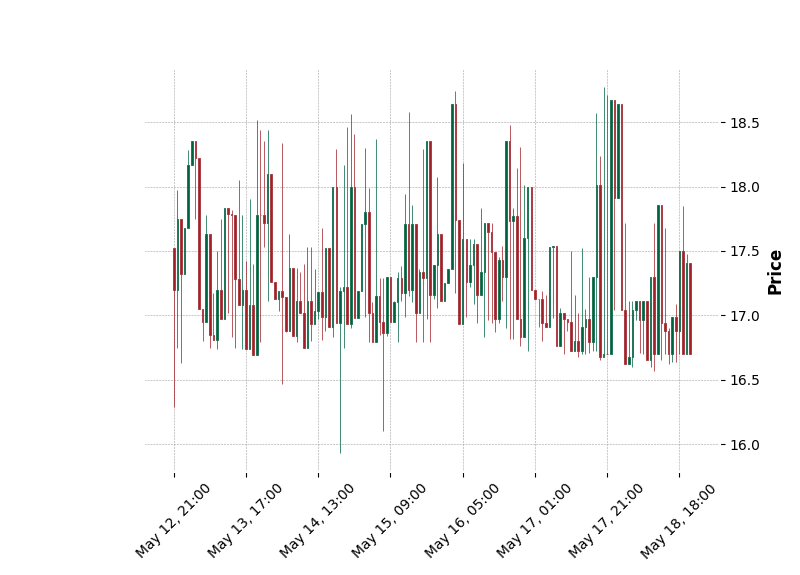 18.5
18.0
17.5
17.0
16.5
16.0
Price
May 12, 21:00
May 13, 17:00
May 14, 13:00
May 15, 09:00
May 16, 05:00
May 17, 01:00
May 17, 21:00
May 18, 18:00